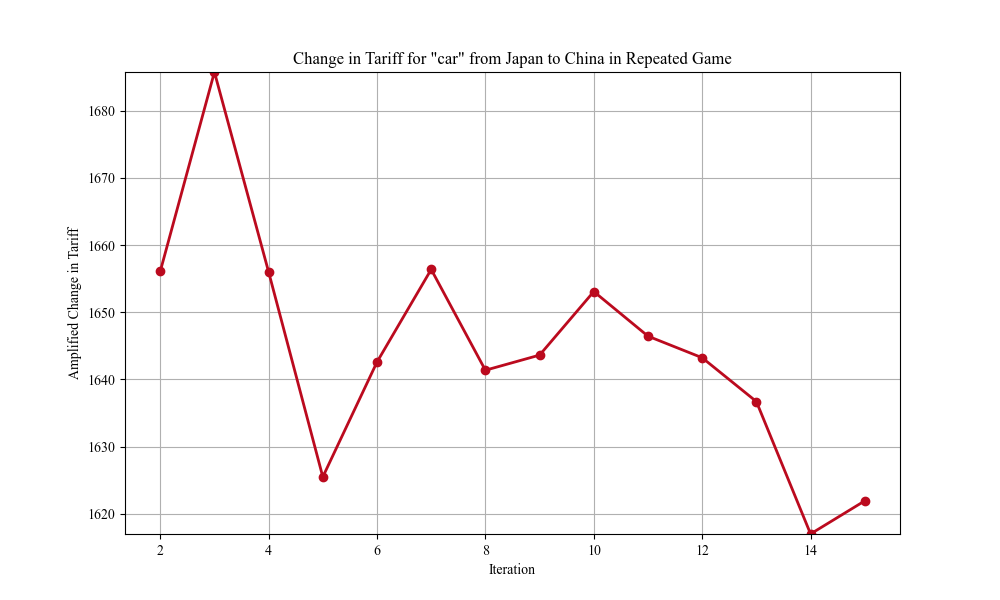 Change in Tariff for "car" from Japan to China in Repeated Game
Amplified Change in Tariff
1680
1670
1660
1650
1640
1630
1620
2 4 6 8 10 12 14
Iteration